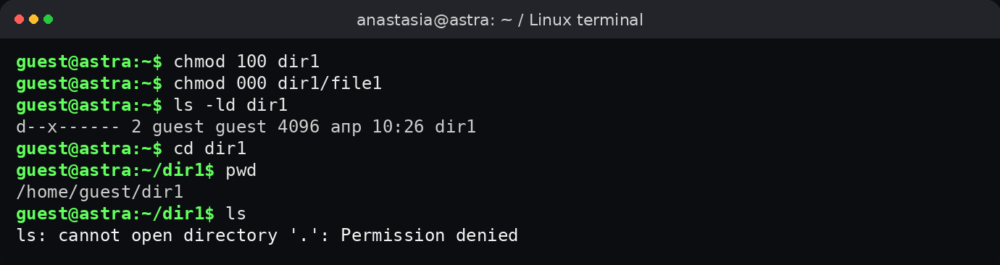 anastasia@astra: ~ / Linux terminal
guest@astra:~$ chmod 100 dir1
guest@astra:~$ chmod 000 dir1/file1
guest@astra:~$ ls -ld dir1
d--x------ 2 guest guest 4096 апр 10:26 dir1
guest@astra:~$ cd dir1
guest@astra:~/dir1$ pwd
/home/guest/dir1
guest@astra:~/dir1$ ls
ls: cannot open directory '.': Permission denied